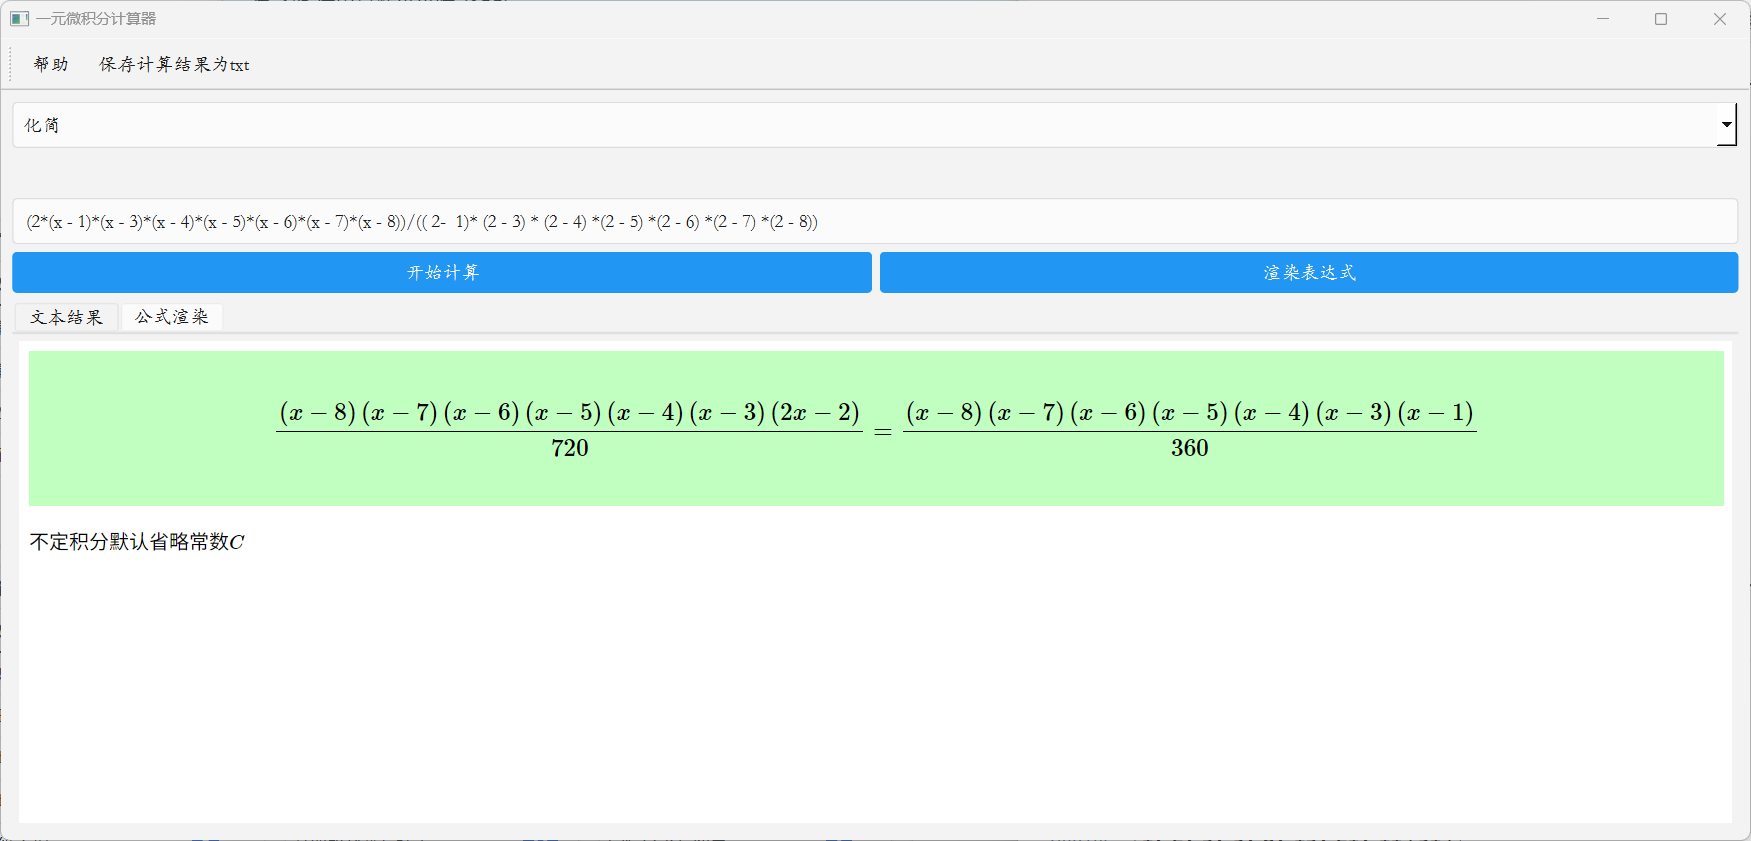 一元微积分计算器
帮助 保存计算结果为txt
化简
(2*(x - 1)*(x - 3)*(x - 4)*(x - 5)*(x - 6)*(x - 7)*(x - 8))/(( 2-  1)* (2 - 3) * (2 - 4) *(2 - 5) *(2 - 6) *(2 - 7) *(2 - 8))
开始计算 渲染表达式
文本结果 公式渲染
(x − 8) (x − 7) (x − 6) (x − 5) (x − 4) (x − 3) (2x − 2) / 720 = (x − 8) (x − 7) (x − 6) (x − 5) (x − 4) (x − 3) (x − 1) / 360
不定积分默认省略常数C